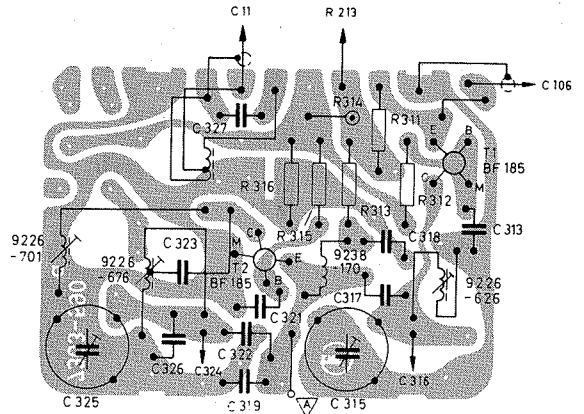 C 11
R 213
C 106
R 314
R 311
C 327
E
B
T1
BF 185
C
M
R 316
R 315
R 313
R 312
C 313
C 318
9226
-701
C 323
9226
-676
M
C
T2
BF 185
E
B
9238
-170
C 317
9226
-626
C 321
C 322
C 326
C 324
C 319
C 325
C 315
C 316
A